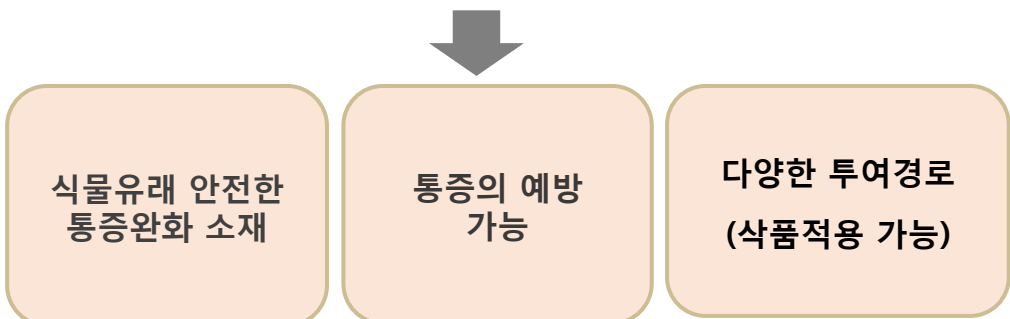 식물유래 안전한
통증완화 소재
통증의 예방
가능
다양한 투여경로
(삭품적용 가능)